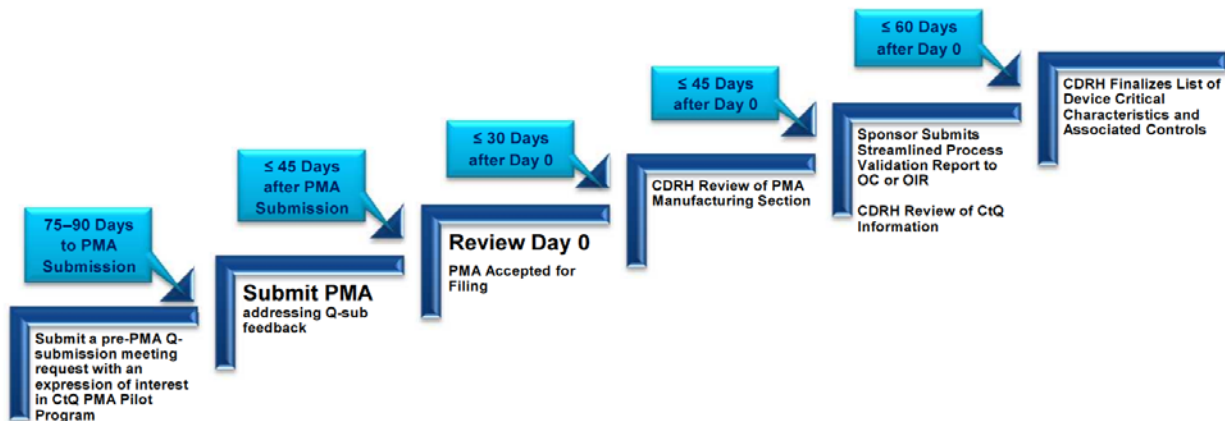 75–90 Days
to PMA
Submission
Submit a pre-PMA Q-
submission meeting
request with an
expression of interest
in CtQ PMA Pilot
Program
≤ 45 Days
after PMA
Submission
Submit PMA
addressing Q-sub
feedback
≤ 30 Days
after Day 0
Review Day 0
PMA Accepted for
Filing
≤ 45 Days
after Day 0
CDRH Review of PMA
Manufacturing Section
≤ 60 Days
after Day 0
Sponsor Submits
Streamlined Process
Validation Report to
OC or OIR
CDRH Review of CtQ
Information
CDRH Finalizes List of
Device Critical
Characteristics and
Associated Controls